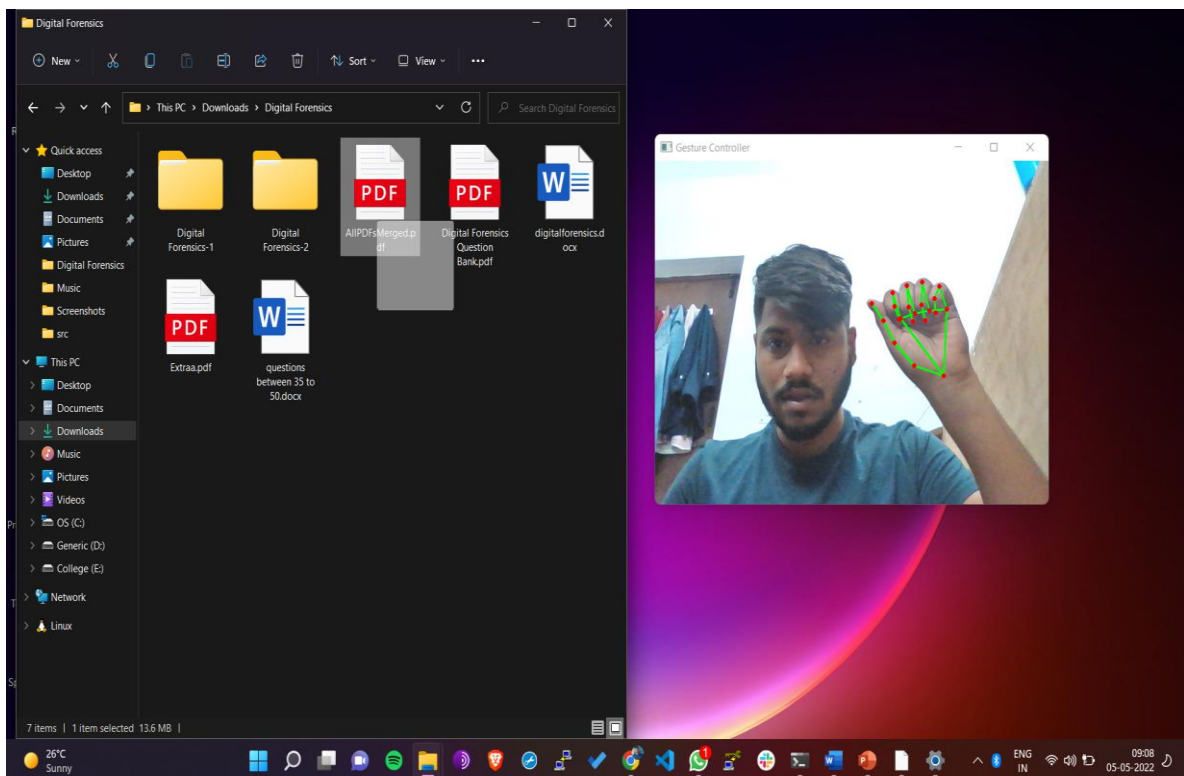 Digital Forensics
New
Sort
View
This PC > Downloads > Digital Forensics
Search Digital Forensics
Quick access
Desktop
Downloads
Documents
Pictures
Digital Forensics
Music
Screenshots
src
This PC
Desktop
Documents
Downloads
Music
Pictures
Videos
OS (C:)
Generic (D:)
College (E:)
Network
Linux
Digital
Forensics-1
Digital
Forensics-2
PDF
AllPDFsMerged.p
df
PDF
Digital Forensics
Question
Bank.pdf
W
digitalforensics.d
ocx
PDF
Extraa.pdf
W
questions
between 35 to
50.docx
7 items | 1 item selected 13.6 MB |
Gesture Controller
26°C
Sunny
ENG
IN
09:08
05-05-2022